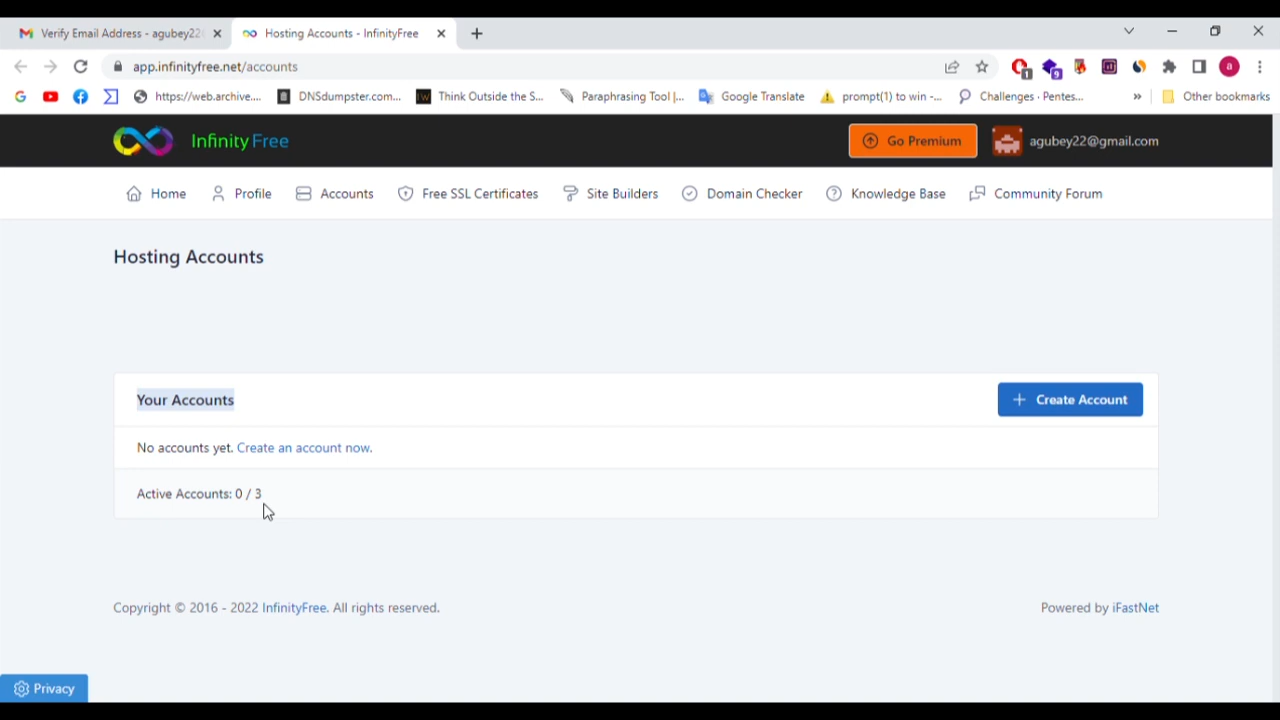 Verify Email Address - agubey22
Hosting Accounts - InfinityFree
app.infinityfree.net/accounts
1
9
a
https://web.archive....
DNSdumpster.com...
Think Outside the S...
Paraphrasing Tool |...
Google Translate
prompt(1) to win -...
Challenges · Pentes...
»
Other bookmarks
Infinity Free
Go Premium
agubey22@gmail.com
Home
Profile
Accounts
Free SSL Certificates
Site Builders
Domain Checker
Knowledge Base
Community Forum
Hosting Accounts
Your Accounts
Create Account
No accounts yet. Create an account now.
Active Accounts: 0 / 3
Copyright © 2016 - 2022 InfinityFree. All rights reserved.
Powered by iFastNet
Privacy